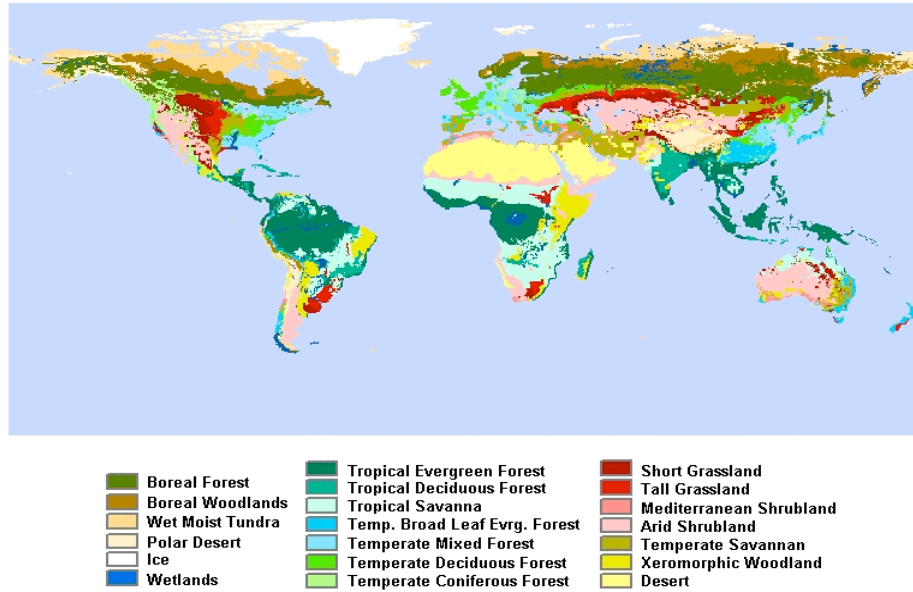 Boreal Forest
Boreal Woodlands
Wet Moist Tundra
Polar Desert
Ice
Wetlands
Tropical Evergreen Forest
Tropical Deciduous Forest
Tropical Savanna
Temp. Broad Leaf Evrg. Forest
Temperate Mixed Forest
Temperate Deciduous Forest
Temperate Coniferous Forest
Short Grassland
Tall Grassland
Mediterranean Shrubland
Arid Shrubland
Temperate Savannan
Xeromorphic Woodland
Desert